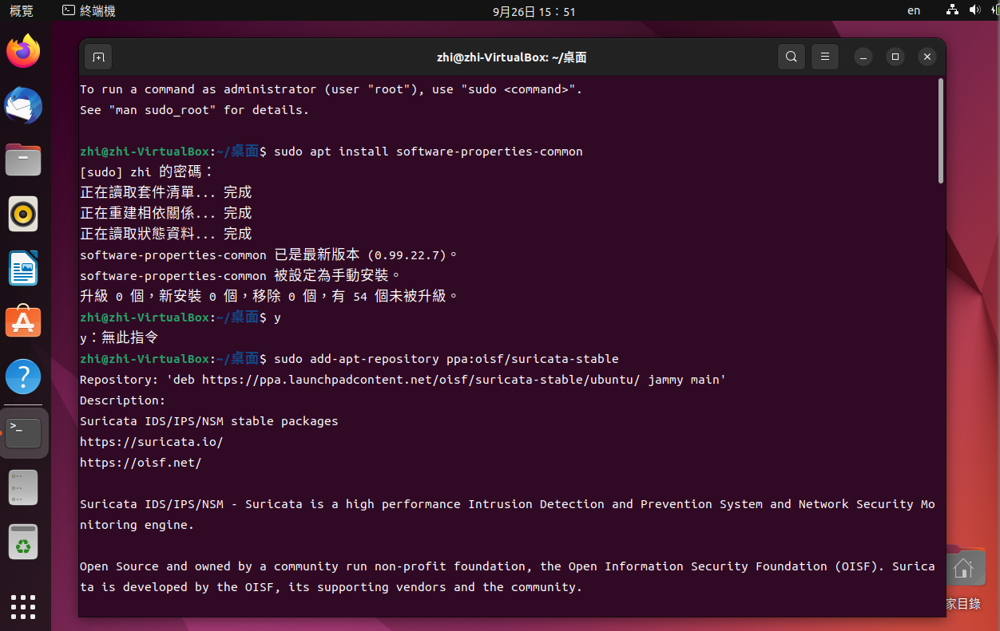 概覽
終端機
9月26日 15：51
en
zhi@zhi-VirtualBox: ~/桌面
To run a command as administrator (user "root"), use "sudo <command>".
See "man sudo_root" for details.
zhi@zhi-VirtualBox:~/桌面$ sudo apt install software-properties-common
[sudo] zhi 的密碼：
正在讀取套件清單... 完成
正在重建相依關係... 完成
正在讀取狀態資料... 完成
software-properties-common 已是最新版本 (0.99.22.7)。
software-properties-common 被設定為手動安裝。
升級 0 個，新安裝 0 個，移除 0 個，有 54 個未被升級。
zhi@zhi-VirtualBox:~/桌面$ y
y：無此指令
zhi@zhi-VirtualBox:~/桌面$ sudo add-apt-repository ppa:oisf/suricata-stable
Repository: 'deb https://ppa.launchpadcontent.net/oisf/suricata-stable/ubuntu/ jammy main'
Description:
Suricata IDS/IPS/NSM stable packages
https://suricata.io/
https://oisf.net/
Suricata IDS/IPS/NSM - Suricata is a high performance Intrusion Detection and Prevention System and Network Security Mo
nitoring engine.
Open Source and owned by a community run non-profit foundation, the Open Information Security Foundation (OISF). Surica
ta is developed by the OISF, its supporting vendors and the community.
家目錄